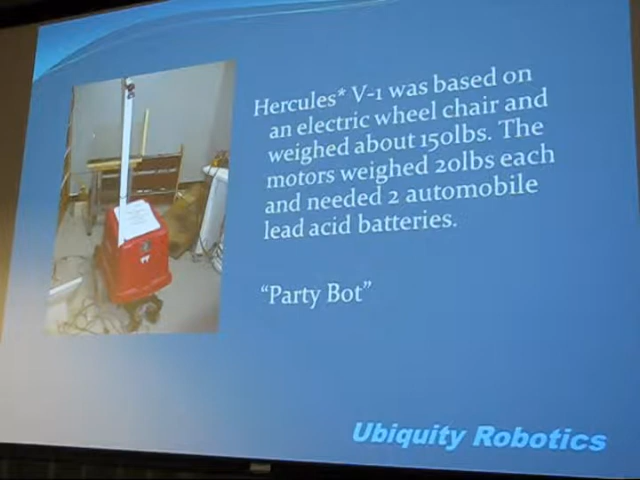 Hercules* V-1 was based on
an electric wheel chair and
weighed about 150lbs. The
motors weighed 20lbs each
and needed 2 automobile
lead acid batteries.
“Party Bot”
Ubiquity Robotics